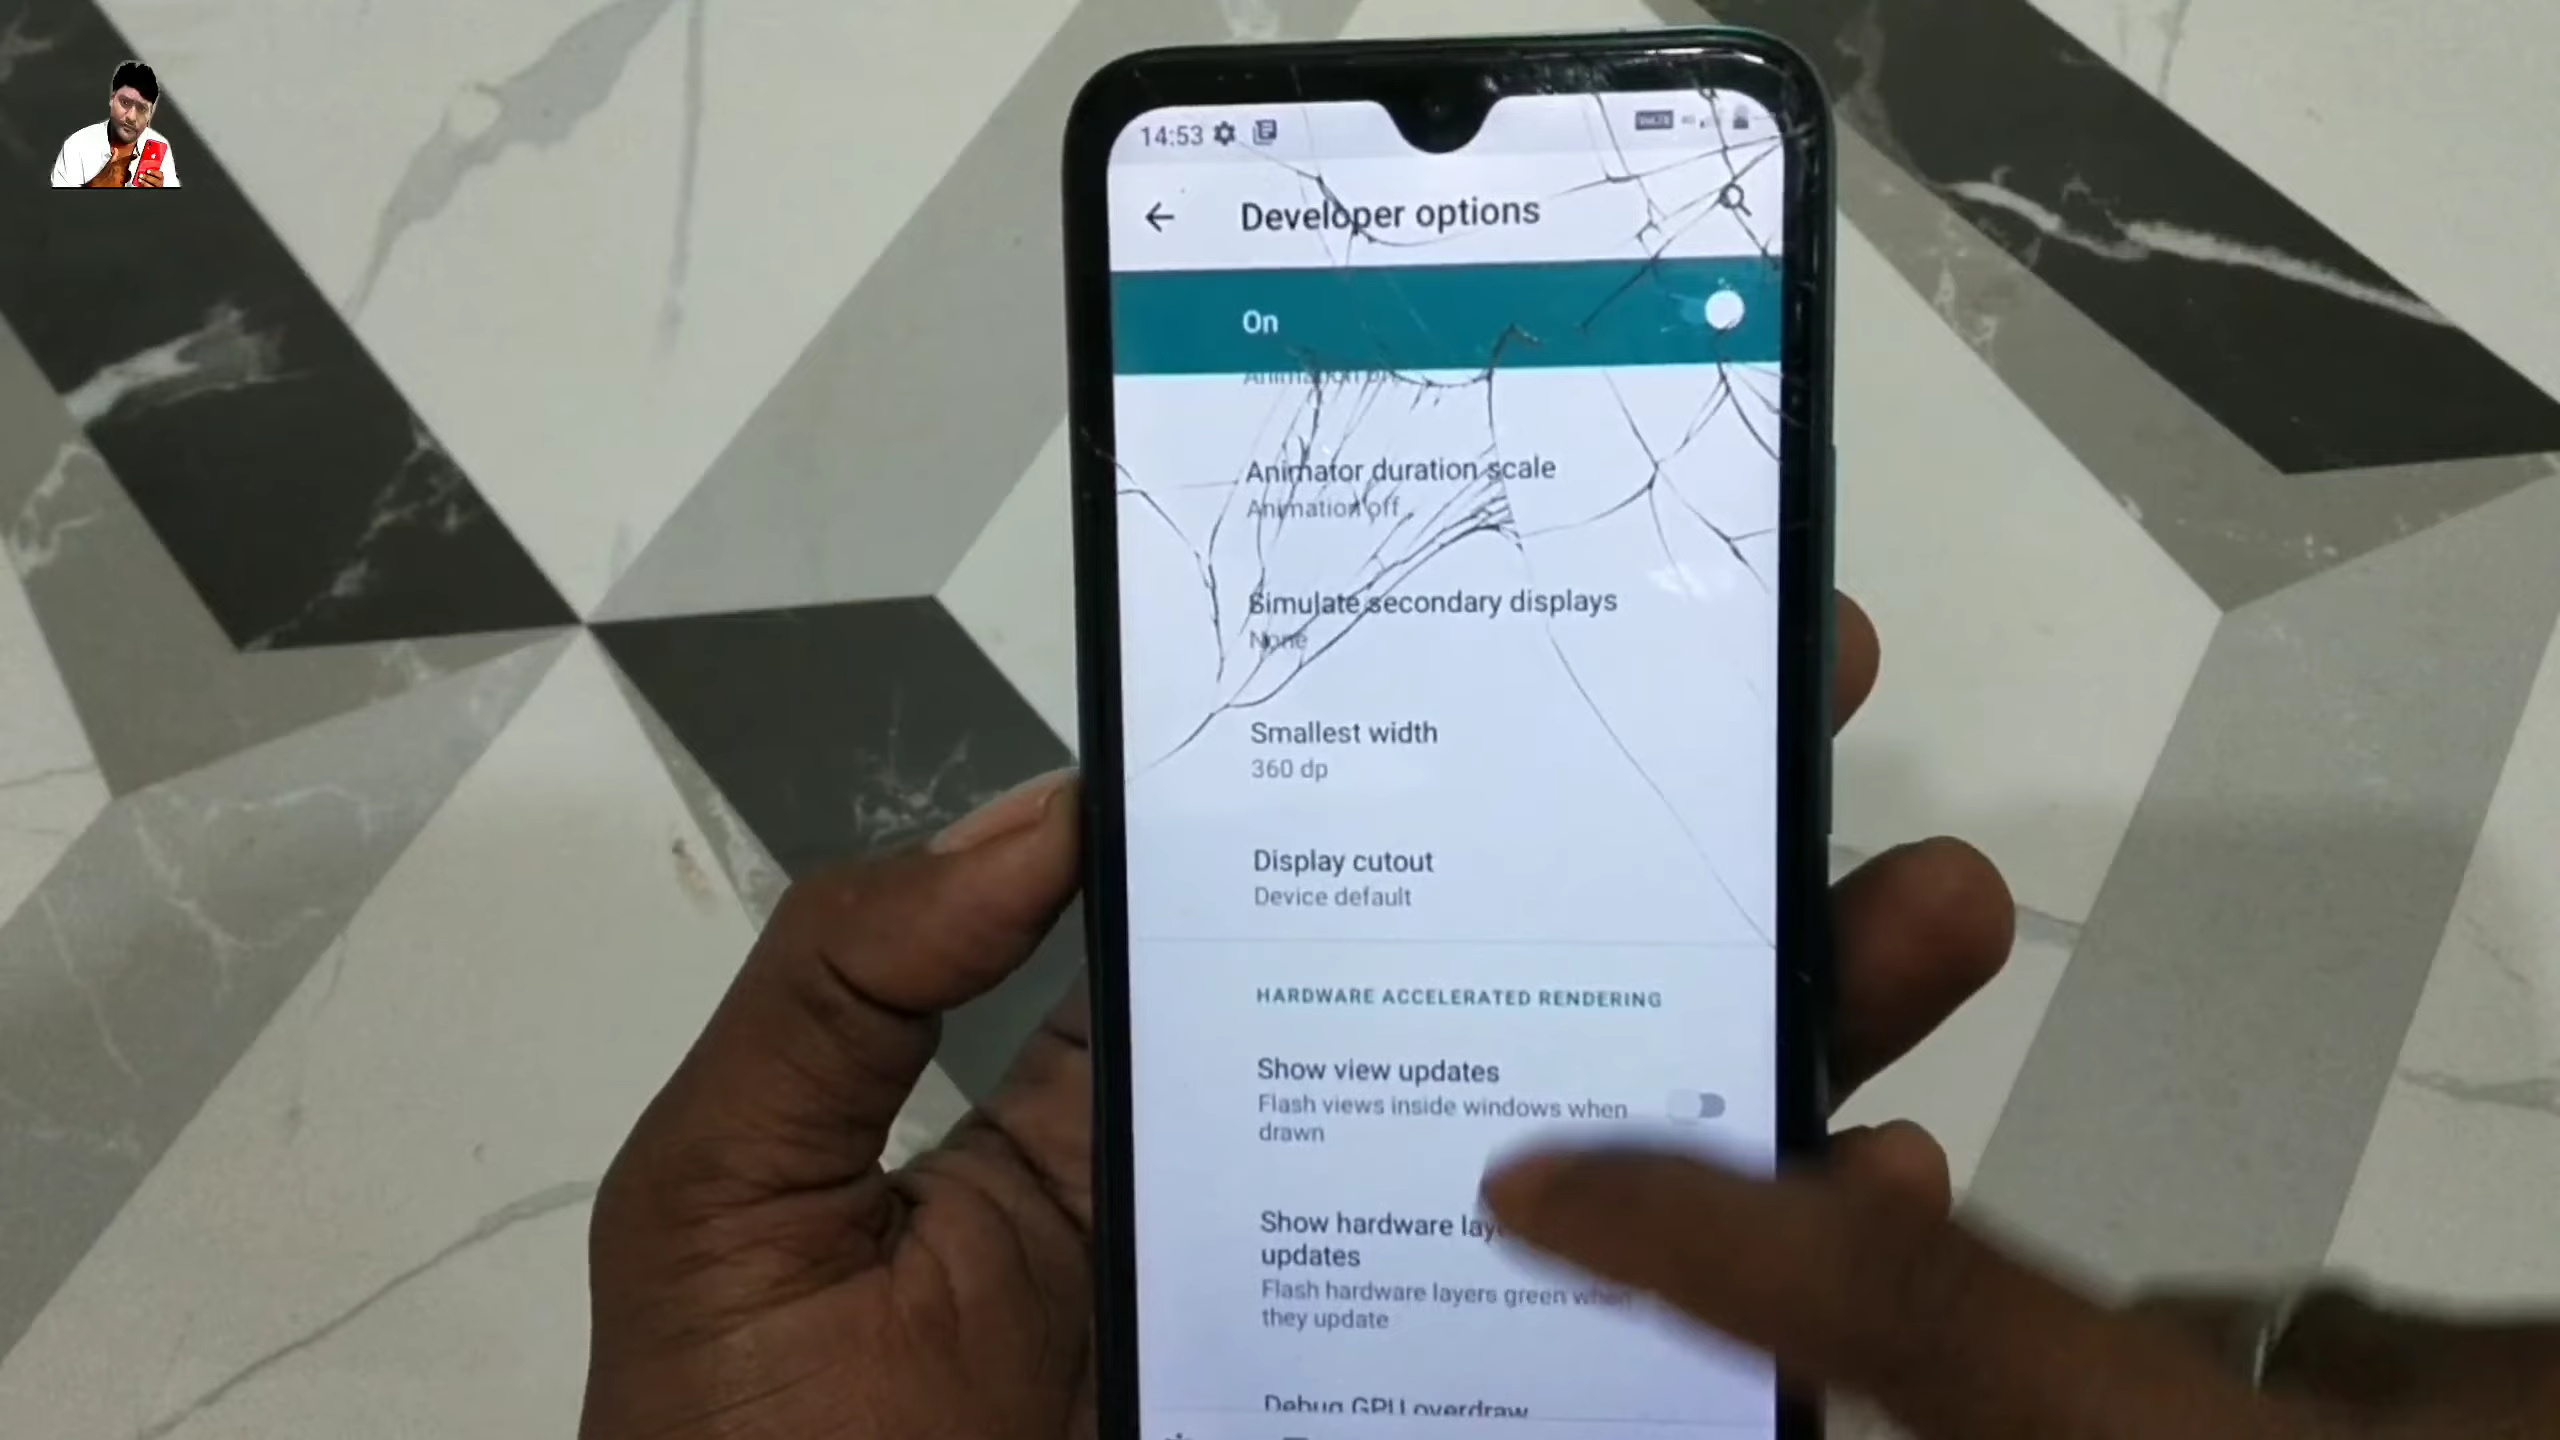 14:53
Developer options
On
Animator duration scale
Animation off
Simulate secondary displays
None
Smallest width
360 dp
Display cutout
Device default
HARDWARE ACCELERATED RENDERING
Show view updates
Flash views inside windows when
drawn
Show hardware
updates
Flash hardware layers green when
they update
Debug GPU overdraw